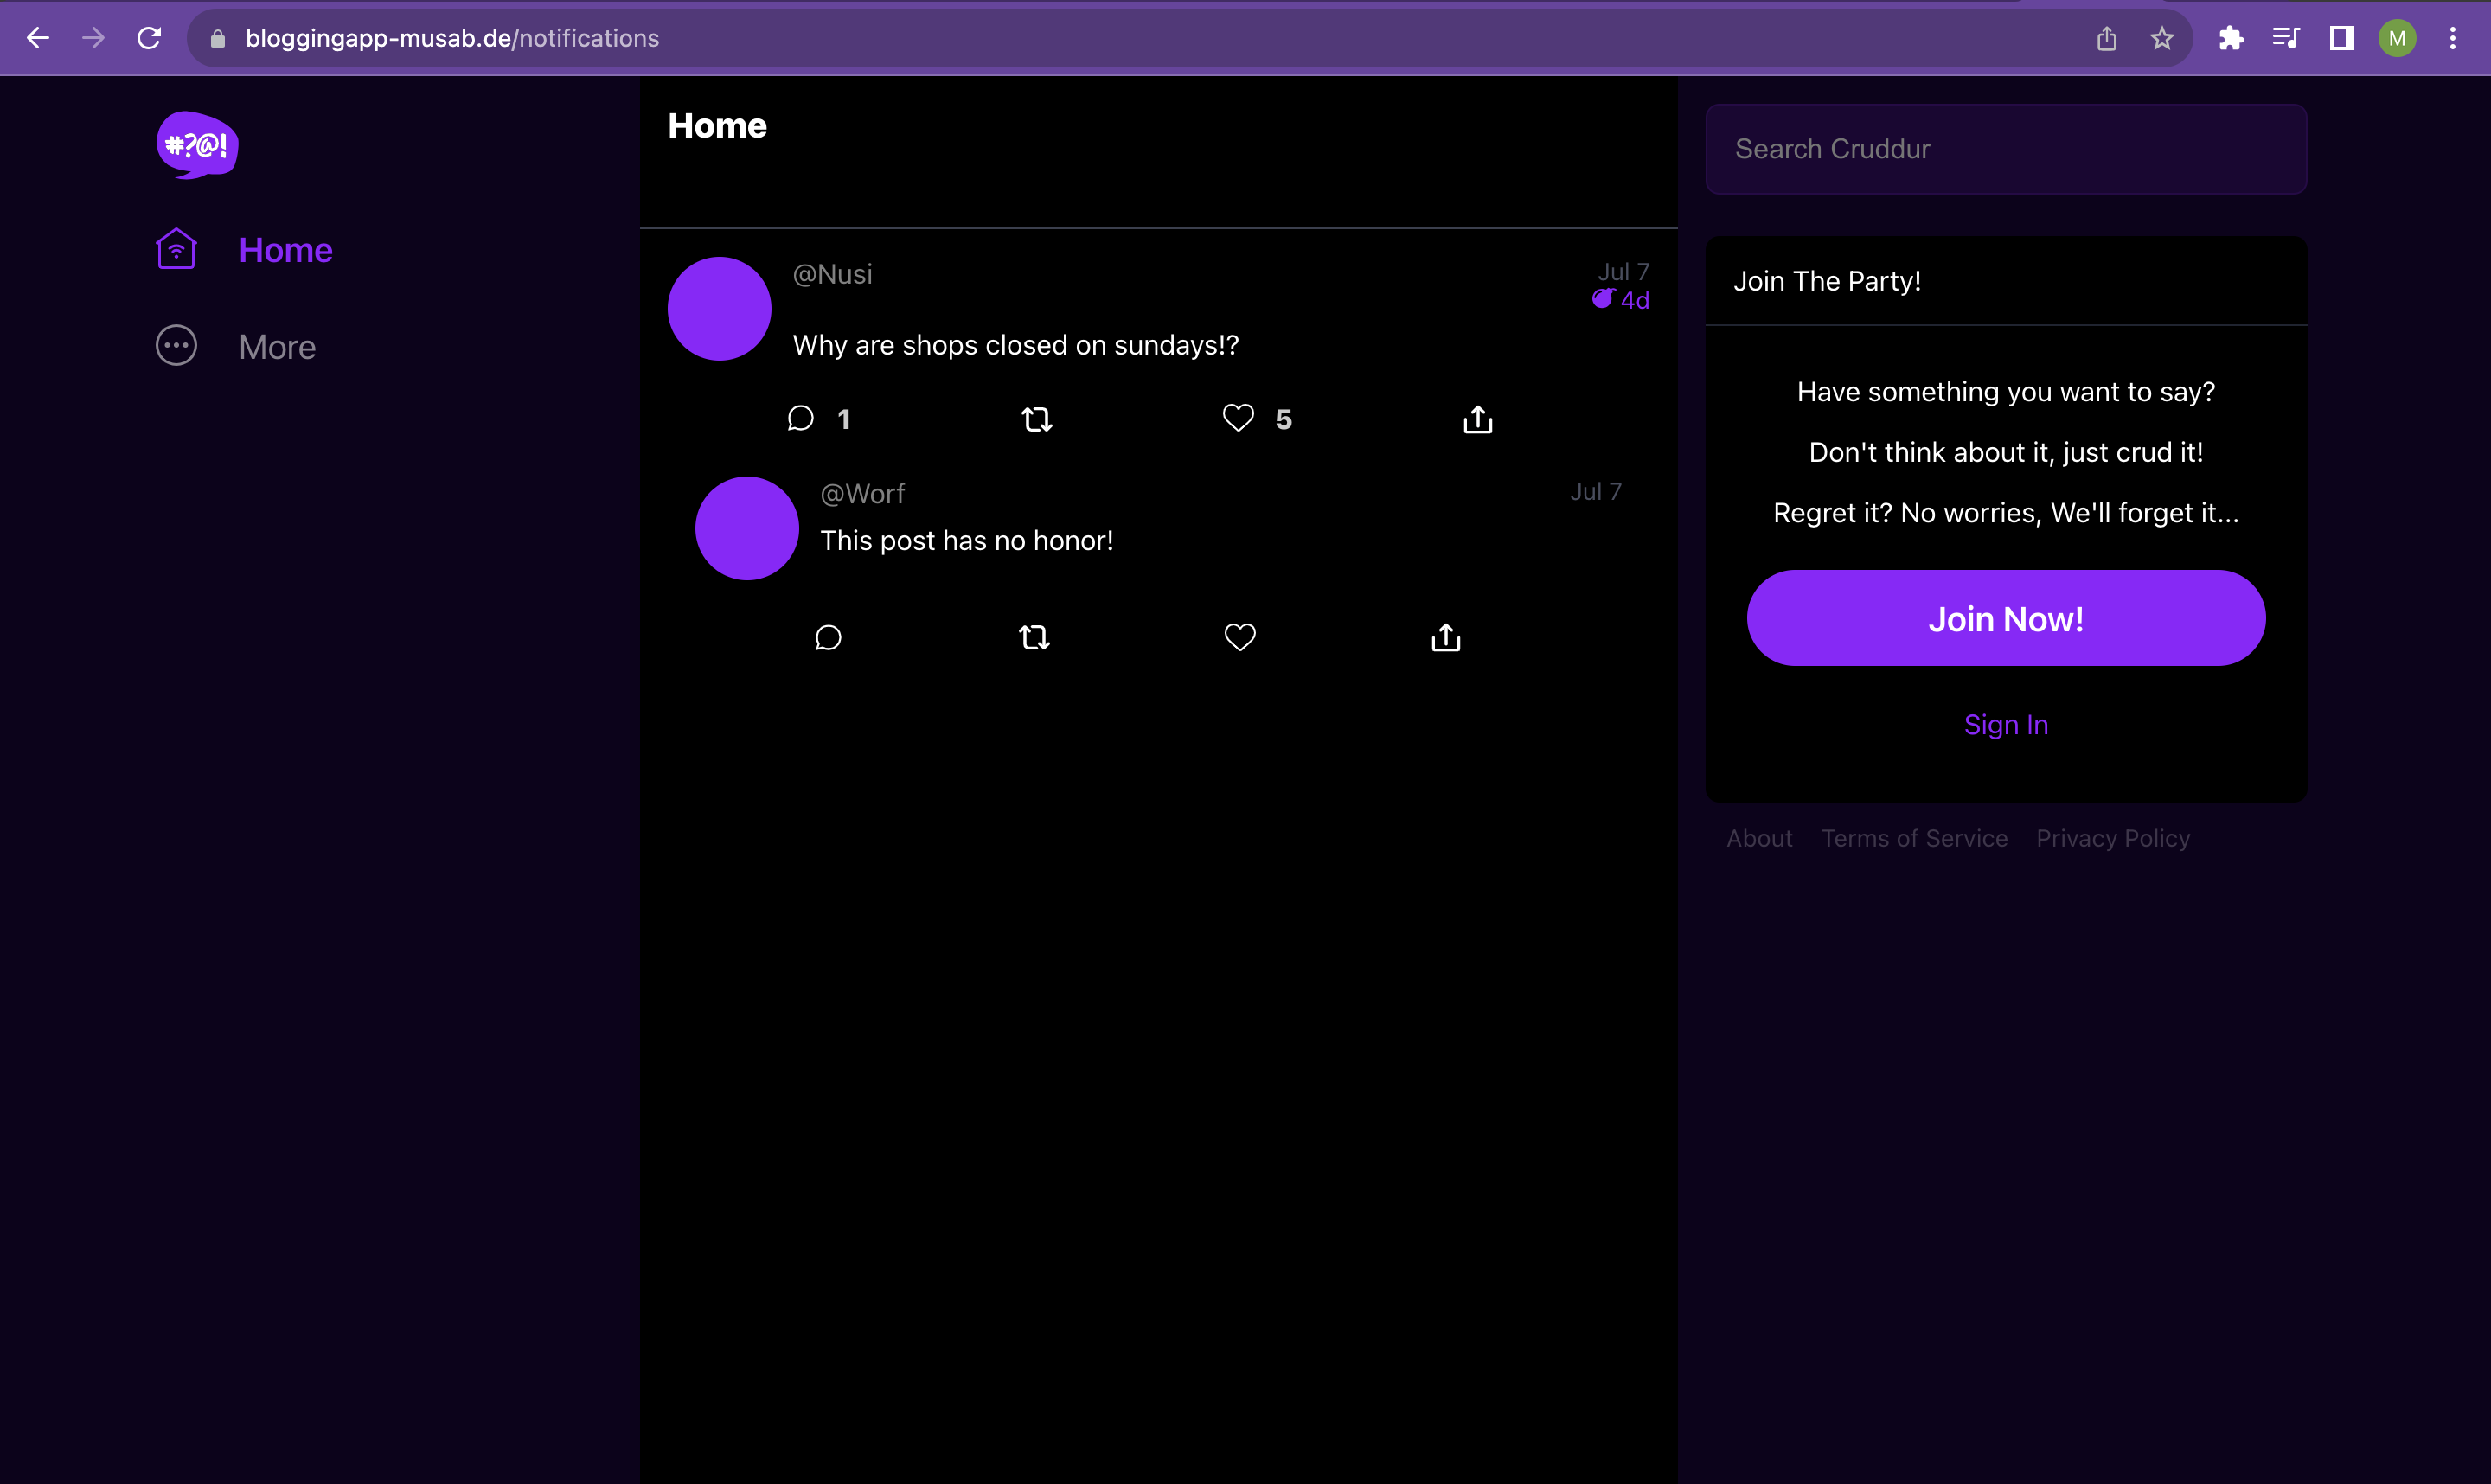 bloggingapp-musab.de/notifications
M
#?@!
Home
More
Home
@Nusi
Jul 7
4d
Why are shops closed on sundays!?
1
5
@Worf
Jul 7
This post has no honor!
Search Cruddur
Join The Party!
Have something you want to say?
Don't think about it, just crud it!
Regret it? No worries, We'll forget it...
Join Now!
Sign In
About Terms of Service Privacy Policy